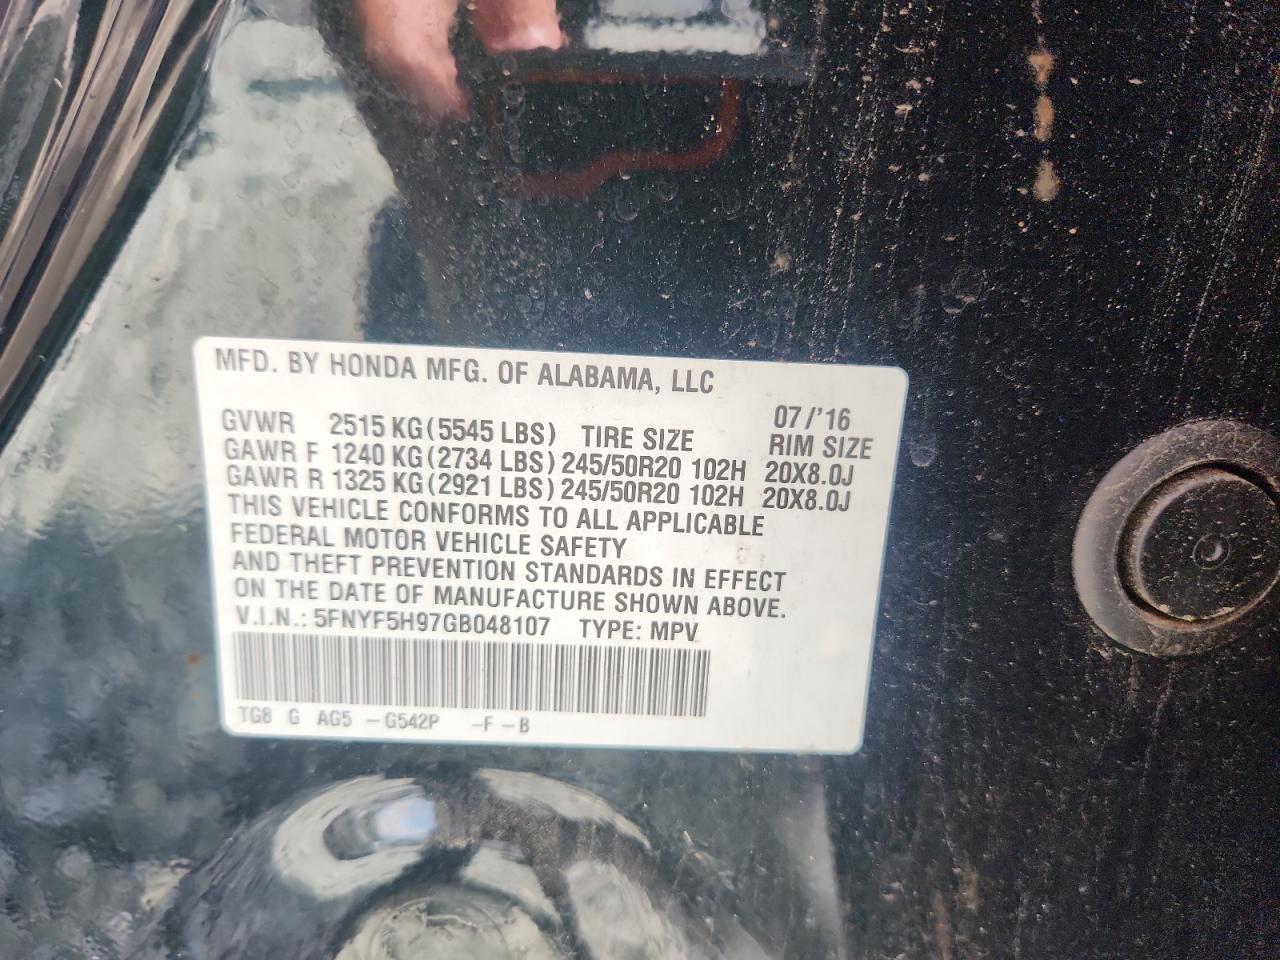 MFD. BY HONDA MFG. OF ALABAMA, LLC
07/'16
GVWR 2515 KG (5545 LBS) TIRE SIZE RIM SIZE
GAWR F 1240 KG (2734 LBS) 245/50R20 102H 20X8.0J
GAWR R 1325 KG (2921 LBS) 245/50R20 102H 20X8.0J
THIS VEHICLE CONFORMS TO ALL APPLICABLE
FEDERAL MOTOR VEHICLE SAFETY
AND THEFT PREVENTION STANDARDS IN EFFECT
ON THE DATE OF MANUFACTURE SHOWN ABOVE.
V.I.N.: 5FNYF5H97GB048107 TYPE: MPV
TG8 G AG5 -G542P -F -B